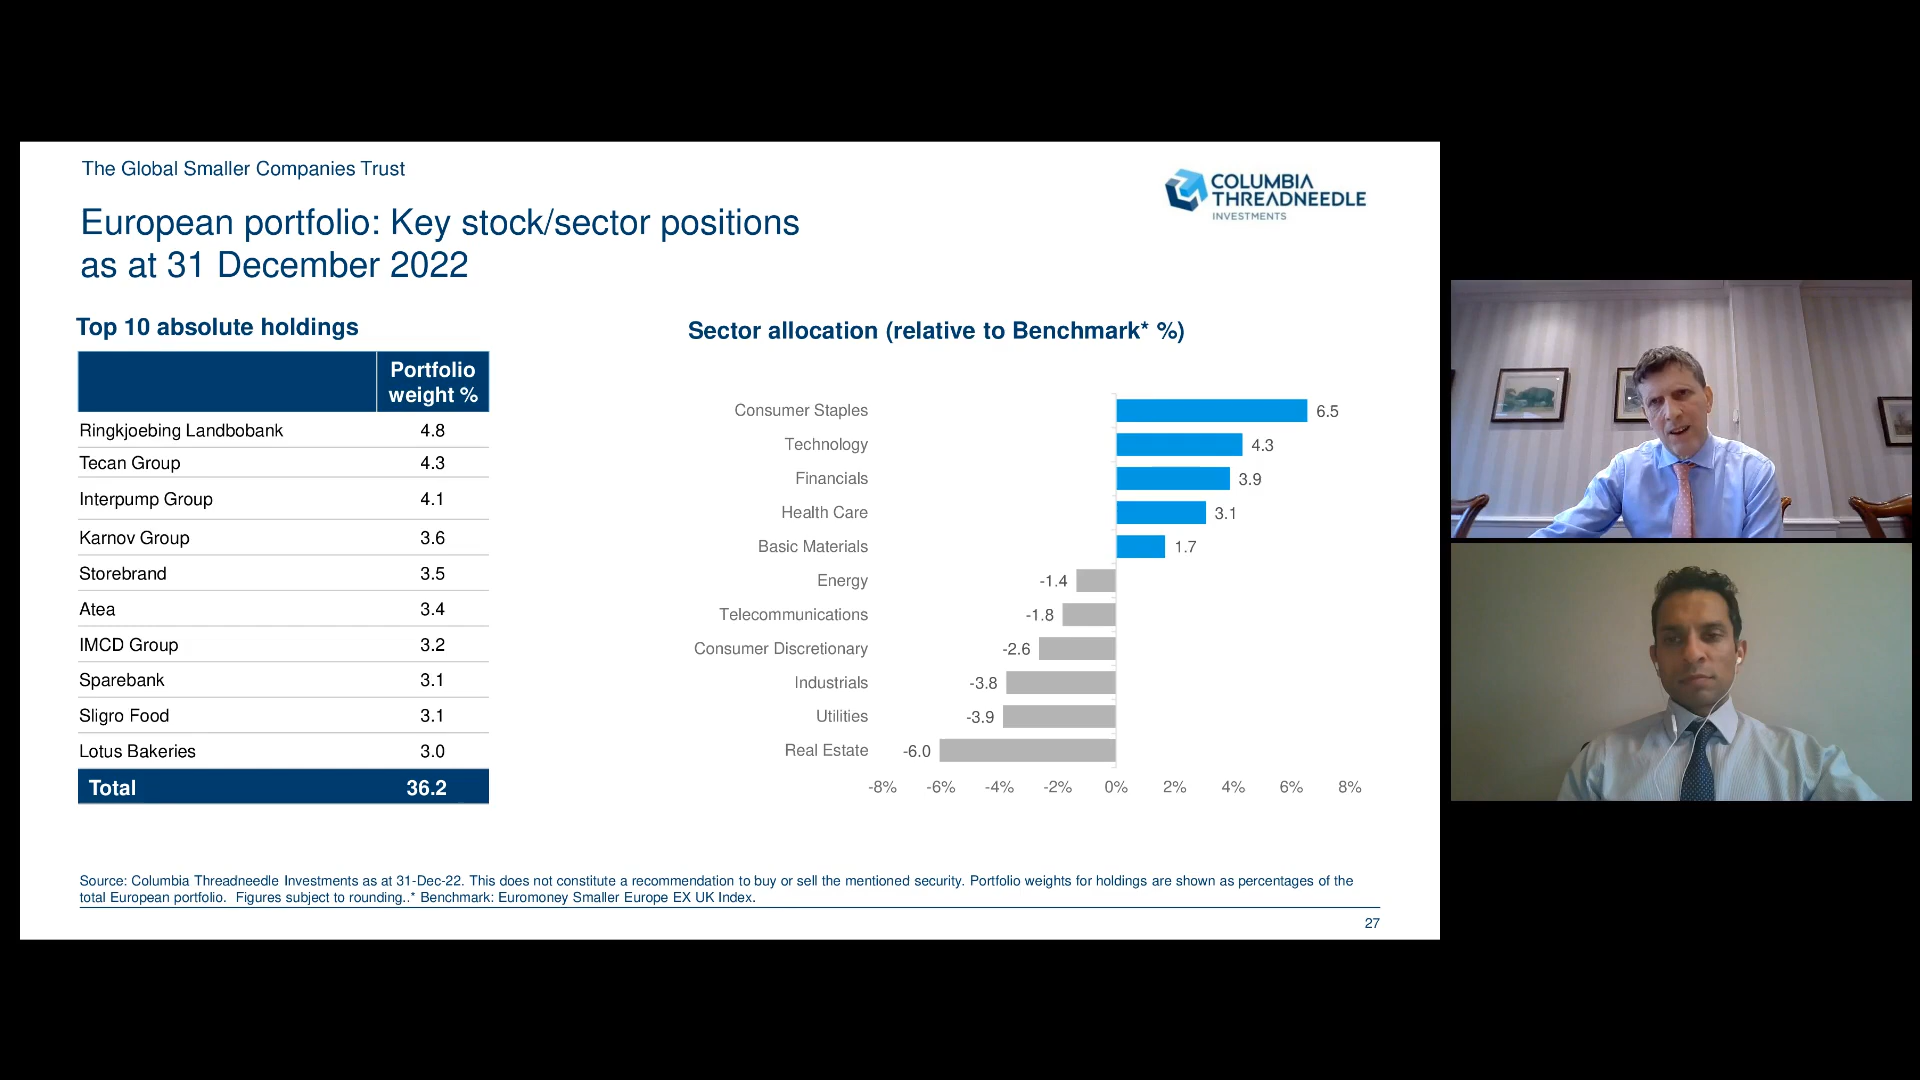 The Global Smaller Companies Trust
COLUMBIA
THREADNEEDLE
INVESTMENTS
European portfolio: Key stock/sector positions
as at 31 December 2022
Top 10 absolute holdings
Portfolio
weight %
Ringkjoebing Landbobank 4.8
Tecan Group 4.3
Interpump Group 4.1
Karnov Group 3.6
Storebrand 3.5
Atea 3.4
IMCD Group 3.2
Sparebank 3.1
Sligro Food 3.1
Lotus Bakeries 3.0
Total 36.2
Sector allocation (relative to Benchmark* %)
Consumer Staples 6.5
Technology 4.3
Financials 3.9
Health Care 3.1
Basic Materials 1.7
Energy -1.4
Telecommunications -1.8
Consumer Discretionary -2.6
Industrials -3.8
Utilities -3.9
Real Estate -6.0
-8% -6% -4% -2% 0% 2% 4% 6% 8%
Source: Columbia Threadneedle Investments as at 31-Dec-22. This does not constitute a recommendation to buy or sell the mentioned security. Portfolio weights for holdings are shown as percentages of the
total European portfolio. Figures subject to rounding..* Benchmark: Euromoney Smaller Europe EX UK Index.
27